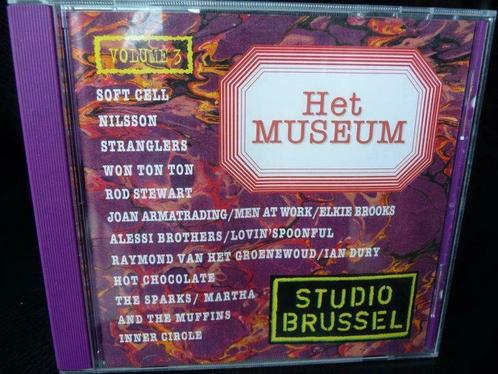 VOLUME 3
SOFT CELL
NILSSON
STRANGLERS
WON TON TON
ROD STEWART
JOAN ARMATRADING/MEN AT WORK/ELKIE BROOKS
ALESSI BROTHERS/LOVIN'SPOONFUL
RAYMOND VAN HET GROENEWOUD/IAN DURY
HOT CHOCOLATE
THE SPARKS/ MARTHA
AND THE MUFFINS
INNER CIRCLE
Het
MUSEUM
STUDIO
BRUSSEL